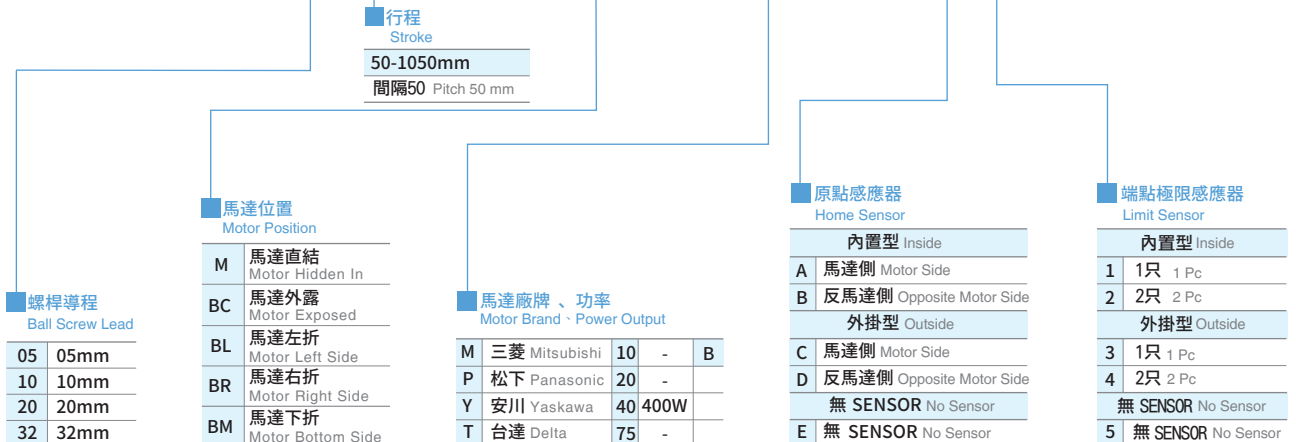 行程
Stroke
50-1050mm
間隔50 Pitch 50 mm
螺桿導程
Ball Screw Lead
05 05mm
10 10mm
20 20mm
32 32mm
馬達位置
Motor Position
M 馬達直結
Motor Hidden In
BC 馬達外露
Motor Exposed
BL 馬達左折
Motor Left Side
BR 馬達右折
Motor Right Side
BM 馬達下折
Motor Bottom Side
馬達廠牌 、功率
Motor Brand、Power Output
M 三菱 Mitsubishi 10 - B
P 松下 Panasonic 20 -
Y 安川 Yaskawa 40 400W
T 台達 Delta 75 -
原點感應器
Home Sensor
內置型 Inside
A 馬達側 Motor Side
B 反馬達側 Opposite Motor Side
外掛型 Outside
C 馬達側 Motor Side
D 反馬達側 Opposite Motor Side
無 SENSOR No Sensor
E 無 SENSOR No Sensor
端點極限感應器
Limit Sensor
內置型 Inside
1 1只 1 Pc
2 2只 2 Pc
外掛型 Outside
3 1只 1 Pc
4 2只 2 Pc
無 SENSOR No Sensor
5 無 SENSOR No Sensor